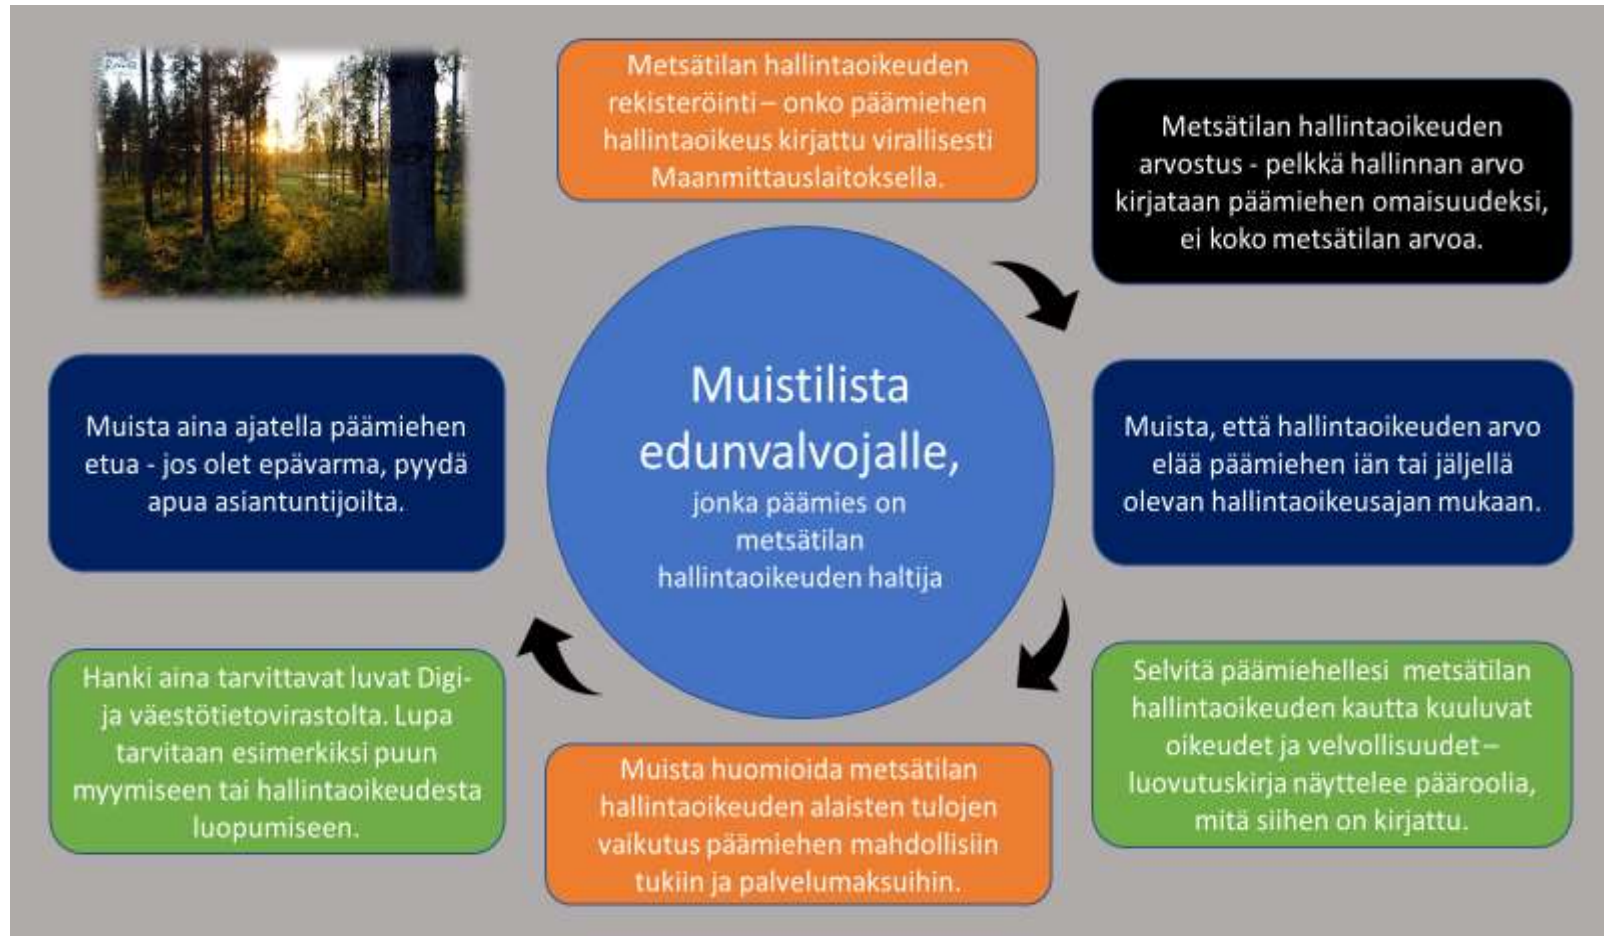 Metsätilan hallintaoikeuden
rekisteröinti – onko päämiehen
hallintaoikeus kirjattu virallisesti
Maanmittauslaitoksella.
Metsätilan hallintaoikeuden
arvostus - pelkkä hallinnan arvo
kirjataan päämiehen omaisuudeksi,
ei koko metsätilan arvoa.
Muistilista
edunvalvojalle,
jonka päämies on
metsätilan
hallintaoikeuden haltija
Muista, että hallintaoikeuden arvo
elää päämiehen iän tai jäljellä
olevan hallintaoikeusajan mukaan.
Selvitä päämiehellesi metsätilan
hallintaoikeuden kautta kuuluvat
oikeudet ja velvollisuudet –
luovutuskirja näyttelee pääroolia,
mitä siihen on kirjattu.
Muista huomioida metsätilan
hallintaoikeuden alaisten tulojen
vaikutus päämiehen mahdollisiin
tukiin ja palvelumaksuihin.
Hanki aina tarvittavat luvat Digi-
ja väestötietovirastolta. Lupa
tarvitaan esimerkiksi puun
myymiseen tai hallintaoikeudesta
luopumiseen.
Muista aina ajatella päämiehen
etua - jos olet epävarma, pyydä
apua asiantuntijoilta.